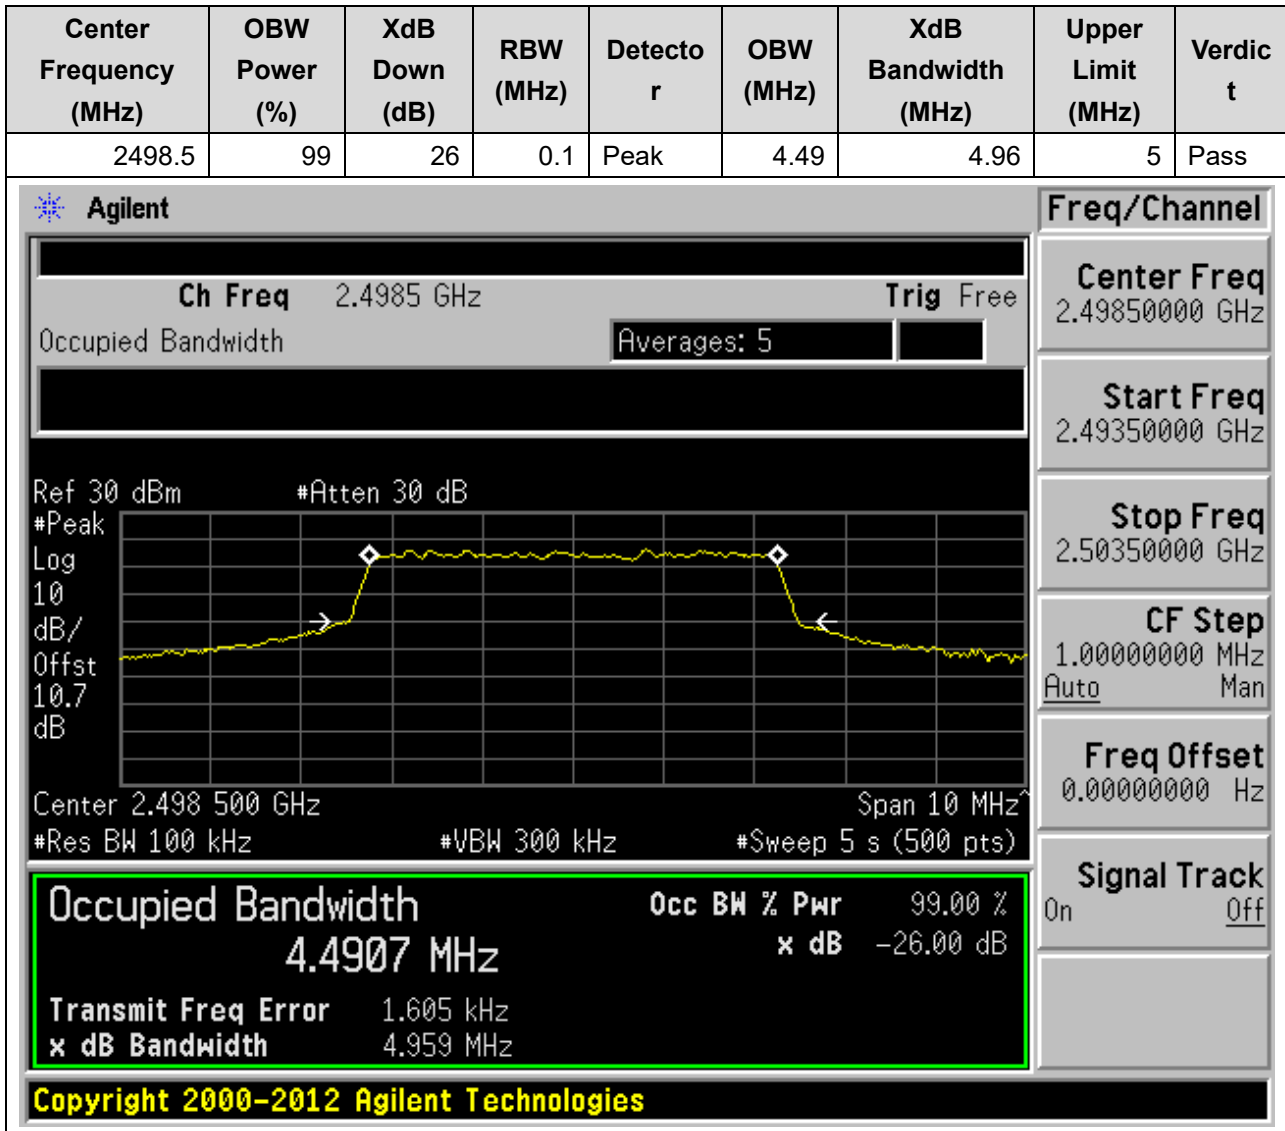 Center Frequency (MHz) OBW Power (%) XdB Down (dB) RBW (MHz) Detecto r OBW (MHz) XdB Bandwidth (MHz) Upper Limit (MHz) Verdic t
2498.5 99 26 0.1 Peak 4.49 4.96 5 Pass
Agilent
Freq/Channel
Ch Freq 2.4985 GHz Trig Free
Occupied Bandwidth Averages: 5
Center Freq
2.49850000 GHz
Start Freq
2.49350000 GHz
Stop Freq
2.50350000 GHz
CF Step
1.00000000 MHz
Auto Man
Freq Offset
0.00000000 Hz
Signal Track
On Off
Ref 30 dBm #Atten 30 dB
#Peak
Log
10
dB/
Offst
10.7
dB
Center 2.498 500 GHz Span 10 MHz^
#Res BW 100 kHz #VBW 300 kHz #Sweep 5 s (500 pts)
Occupied Bandwidth Occ BW % Pwr 99.00 %
4.4907 MHz x dB -26.00 dB
Transmit Freq Error 1.605 kHz
x dB Bandwidth 4.959 MHz
Copyright 2000-2012 Agilent Technologies